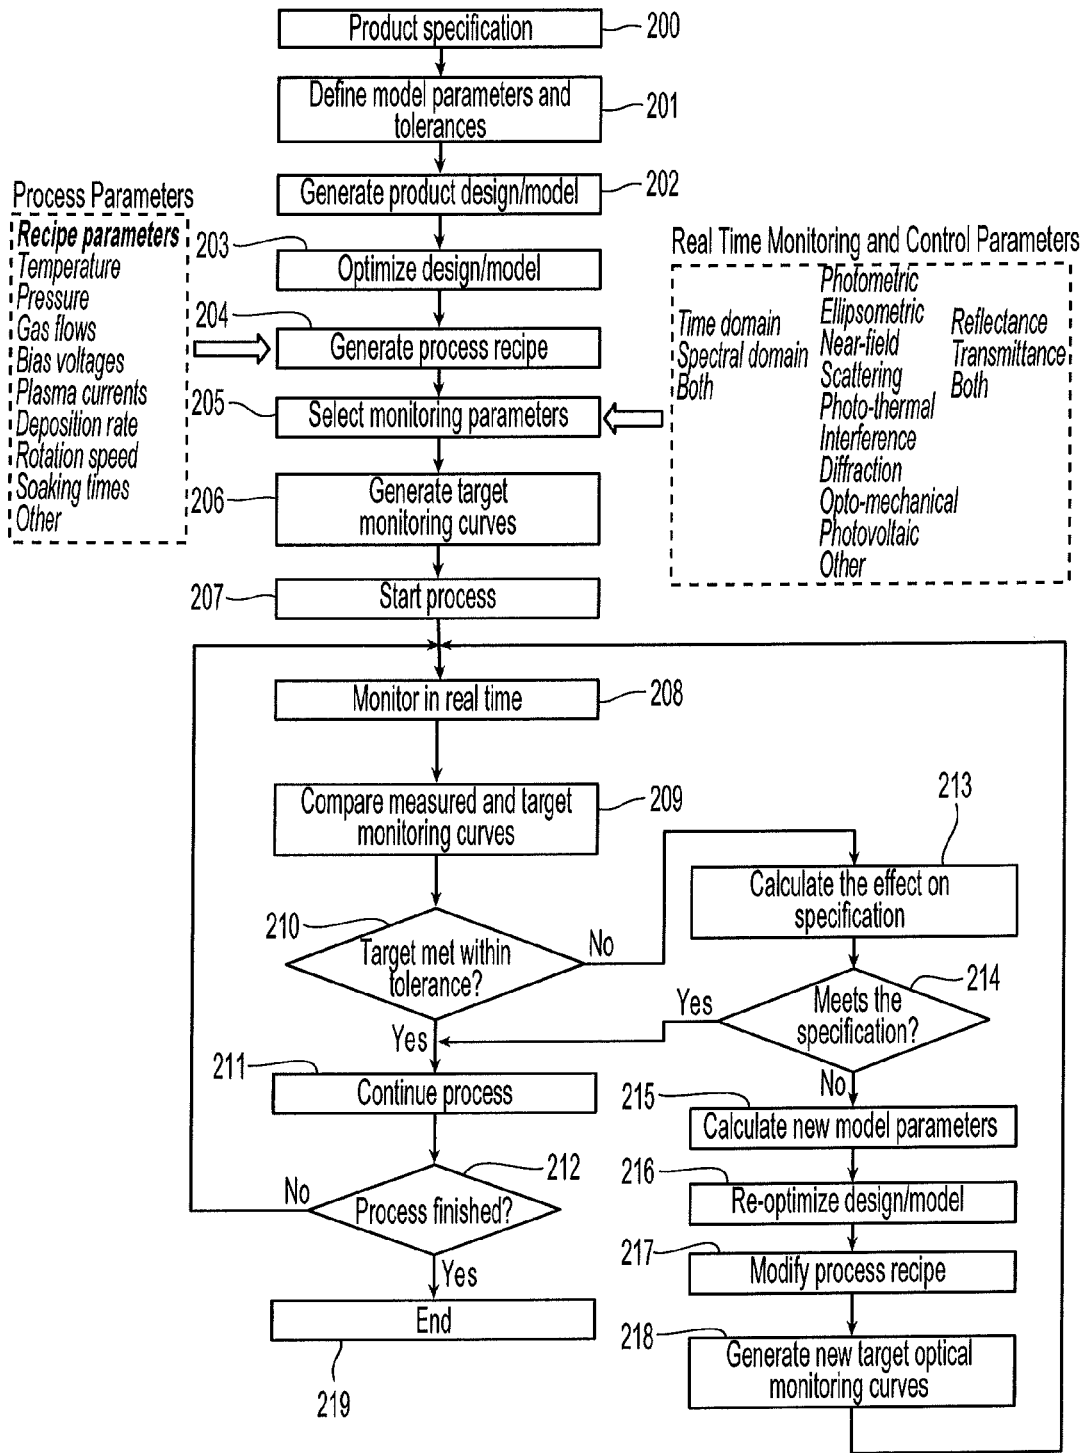 Product specification
200
Define model parameters and
tolerances
201
Generate product design/model
202
Process Parameters
Recipe parameters
Temperature
Pressure
Gas flows
Bias voltages
Plasma currents
Deposition rate
Rotation speed
Soaking times
Other
203
Optimize design/model
204
Generate process recipe
205
Select monitoring parameters
Real Time Monitoring and Control Parameters
Time domain
Spectral domain
Both
Photometric
Ellipsometric
Near-field
Scattering
Photo-thermal
Interference
Diffraction
Opto-mechanical
Photovoltaic
Other
Reflectance
Transmittance
Both
206
Generate target
monitoring curves
207
Start process
Monitor in real time
208
Compare measured and target
monitoring curves
209
210
Target met within
tolerance?
No
Yes
213
Calculate the effect on
specification
214
Meets the
specification?
Yes
No
211
Continue process
212
Process finished?
No
Yes
End
219
215
Calculate new model parameters
216
Re-optimize design/model
217
Modify process recipe
218
Generate new target optical
monitoring curves